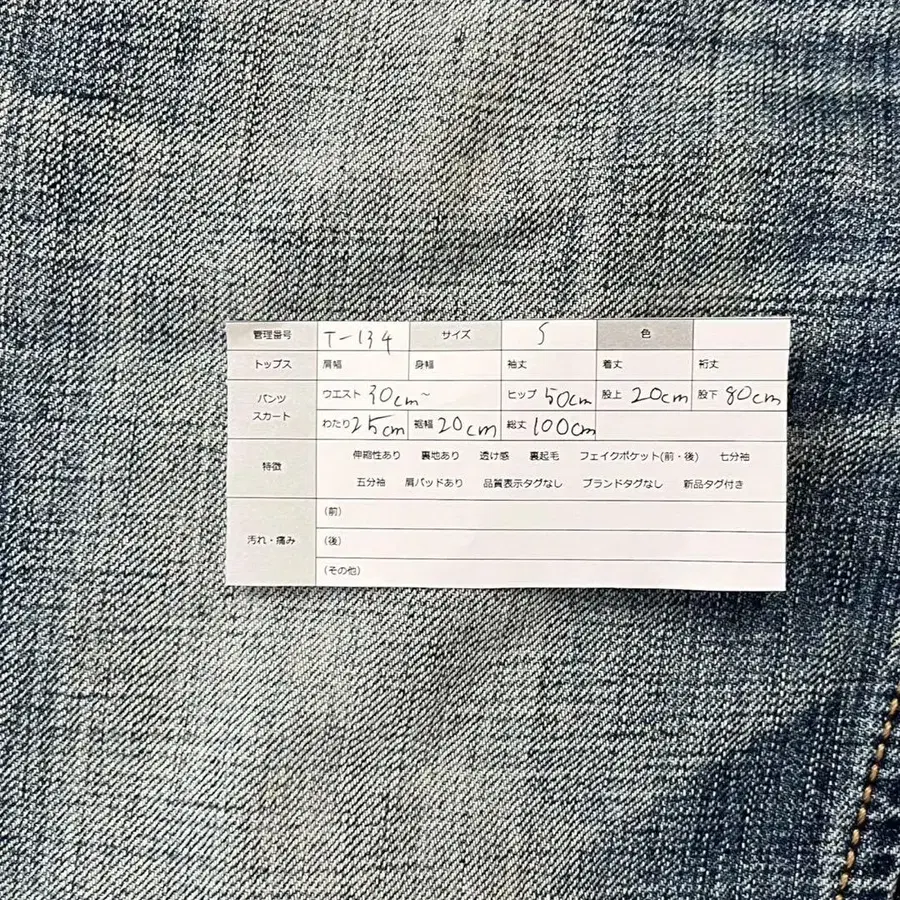 管理番号 T-134 サイズ S 色
トップス 肩幅 身幅 袖丈 着丈 裄丈
パンツ スカート ウエスト 30cm~ ヒップ 50cm 股上 20cm 股下 80cm
わたり 25cm 裾幅 20cm 総丈 100cm
特徴 伸縮性あり 裏地あり 透け感 裏起毛 フェイクポケット(前・後) 七分袖
五分袖 肩パッドあり 品質表示タグなし ブランドタグなし 新品タグ付き
汚れ・痛み (前)
(後)
(その他)